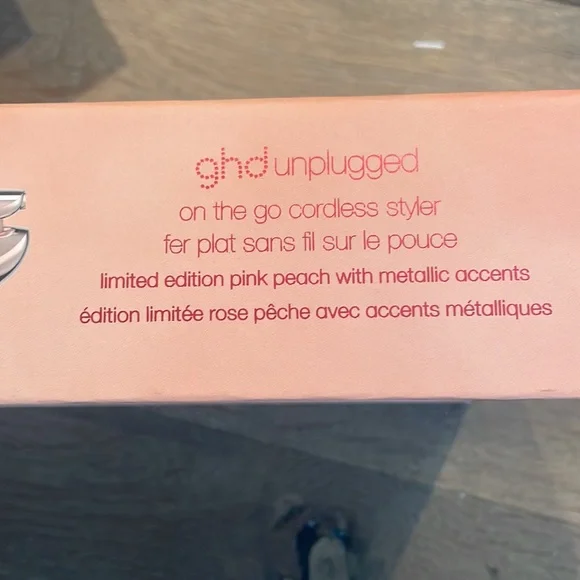 ghd unplugged
on the go cordless styler
fer plat sans fil sur le pouce
limited edition pink peach with metallic accents
édition limitée rose pêche avec accents métalliques